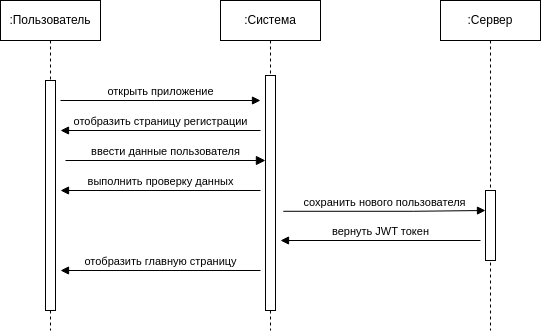 :Пользователь
:Система
:Сервер
открыть приложение
отобразить страницу регистрации
ввести данные пользователя
выполнить проверку данных
сохранить нового пользователя
вернуть JWT токен
отобразить главную страницу